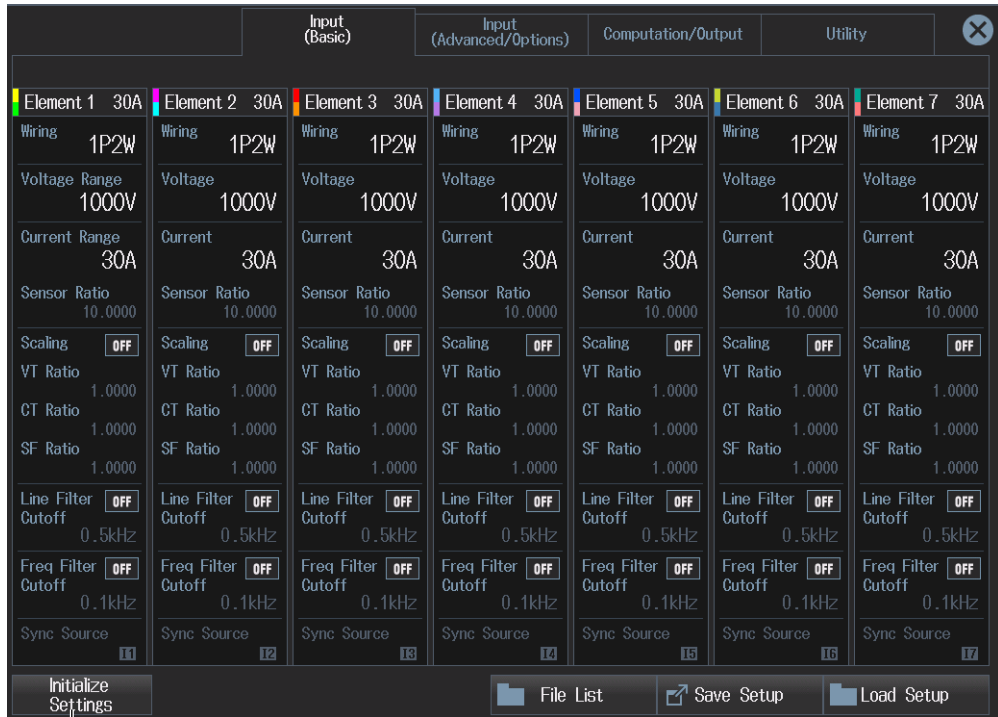 Input
(Basic)
Input
(Advanced/Options)
Computation/Output
Utility
Element 1 30A Element 2 30A Element 3 30A Element 4 30A Element 5 30A Element 6 30A Element 7 30A
Wiring Wiring Wiring Wiring Wiring Wiring Wiring
1P2W 1P2W 1P2W 1P2W 1P2W 1P2W 1P2W
Voltage Range Voltage Voltage Voltage Voltage Voltage Voltage
1000V 1000V 1000V 1000V 1000V 1000V 1000V
Current Range Current Current Current Current Current Current
30A 30A 30A 30A 30A 30A 30A
Sensor Ratio Sensor Ratio Sensor Ratio Sensor Ratio Sensor Ratio Sensor Ratio Sensor Ratio
10.0000 10.0000 10.0000 10.0000 10.0000 10.0000 10.0000
Scaling OFF Scaling OFF Scaling OFF Scaling OFF Scaling OFF Scaling OFF Scaling OFF
VT Ratio VT Ratio VT Ratio VT Ratio VT Ratio VT Ratio VT Ratio
1.0000 1.0000 1.0000 1.0000 1.0000 1.0000 1.0000
CT Ratio CT Ratio CT Ratio CT Ratio CT Ratio CT Ratio CT Ratio
1.0000 1.0000 1.0000 1.0000 1.0000 1.0000 1.0000
SF Ratio SF Ratio SF Ratio SF Ratio SF Ratio SF Ratio SF Ratio
1.0000 1.0000 1.0000 1.0000 1.0000 1.0000 1.0000
Line Filter OFF Line Filter OFF Line Filter OFF Line Filter OFF Line Filter OFF Line Filter OFF Line Filter OFF
Cutoff Cutoff Cutoff Cutoff Cutoff Cutoff Cutoff
0.5kHz 0.5kHz 0.5kHz 0.5kHz 0.5kHz 0.5kHz 0.5kHz
Freq Filter OFF Freq Filter OFF Freq Filter OFF Freq Filter OFF Freq Filter OFF Freq Filter OFF Freq Filter OFF
Cutoff Cutoff Cutoff Cutoff Cutoff Cutoff Cutoff
0.1kHz 0.1kHz 0.1kHz 0.1kHz 0.1kHz 0.1kHz 0.1kHz
Sync Source Sync Source Sync Source Sync Source Sync Source Sync Source Sync Source
I1 I2 I3 I4 I5 I6 I7
Initialize
Settings
File List
Save Setup
Load Setup